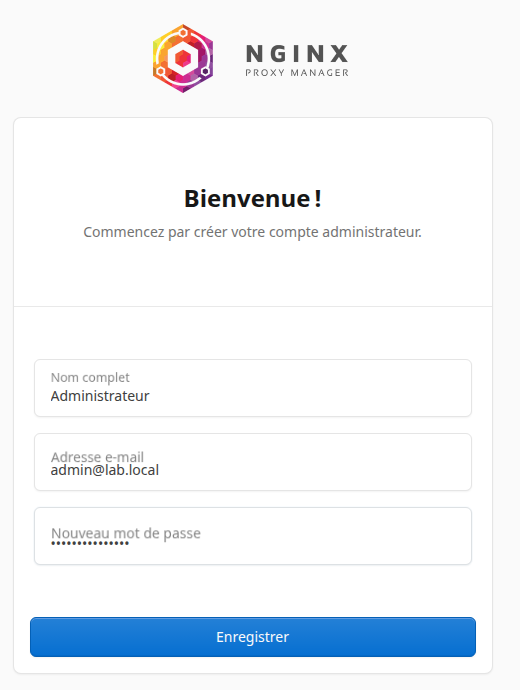 NGINX
PROXY MANAGER
Bienvenue !
Commencez par créer votre compte administrateur.
Nom complet
Administrateur
Adresse e-mail
admin@lab.local
Nouveau mot de passe
•••••••••••••••
Enregistrer